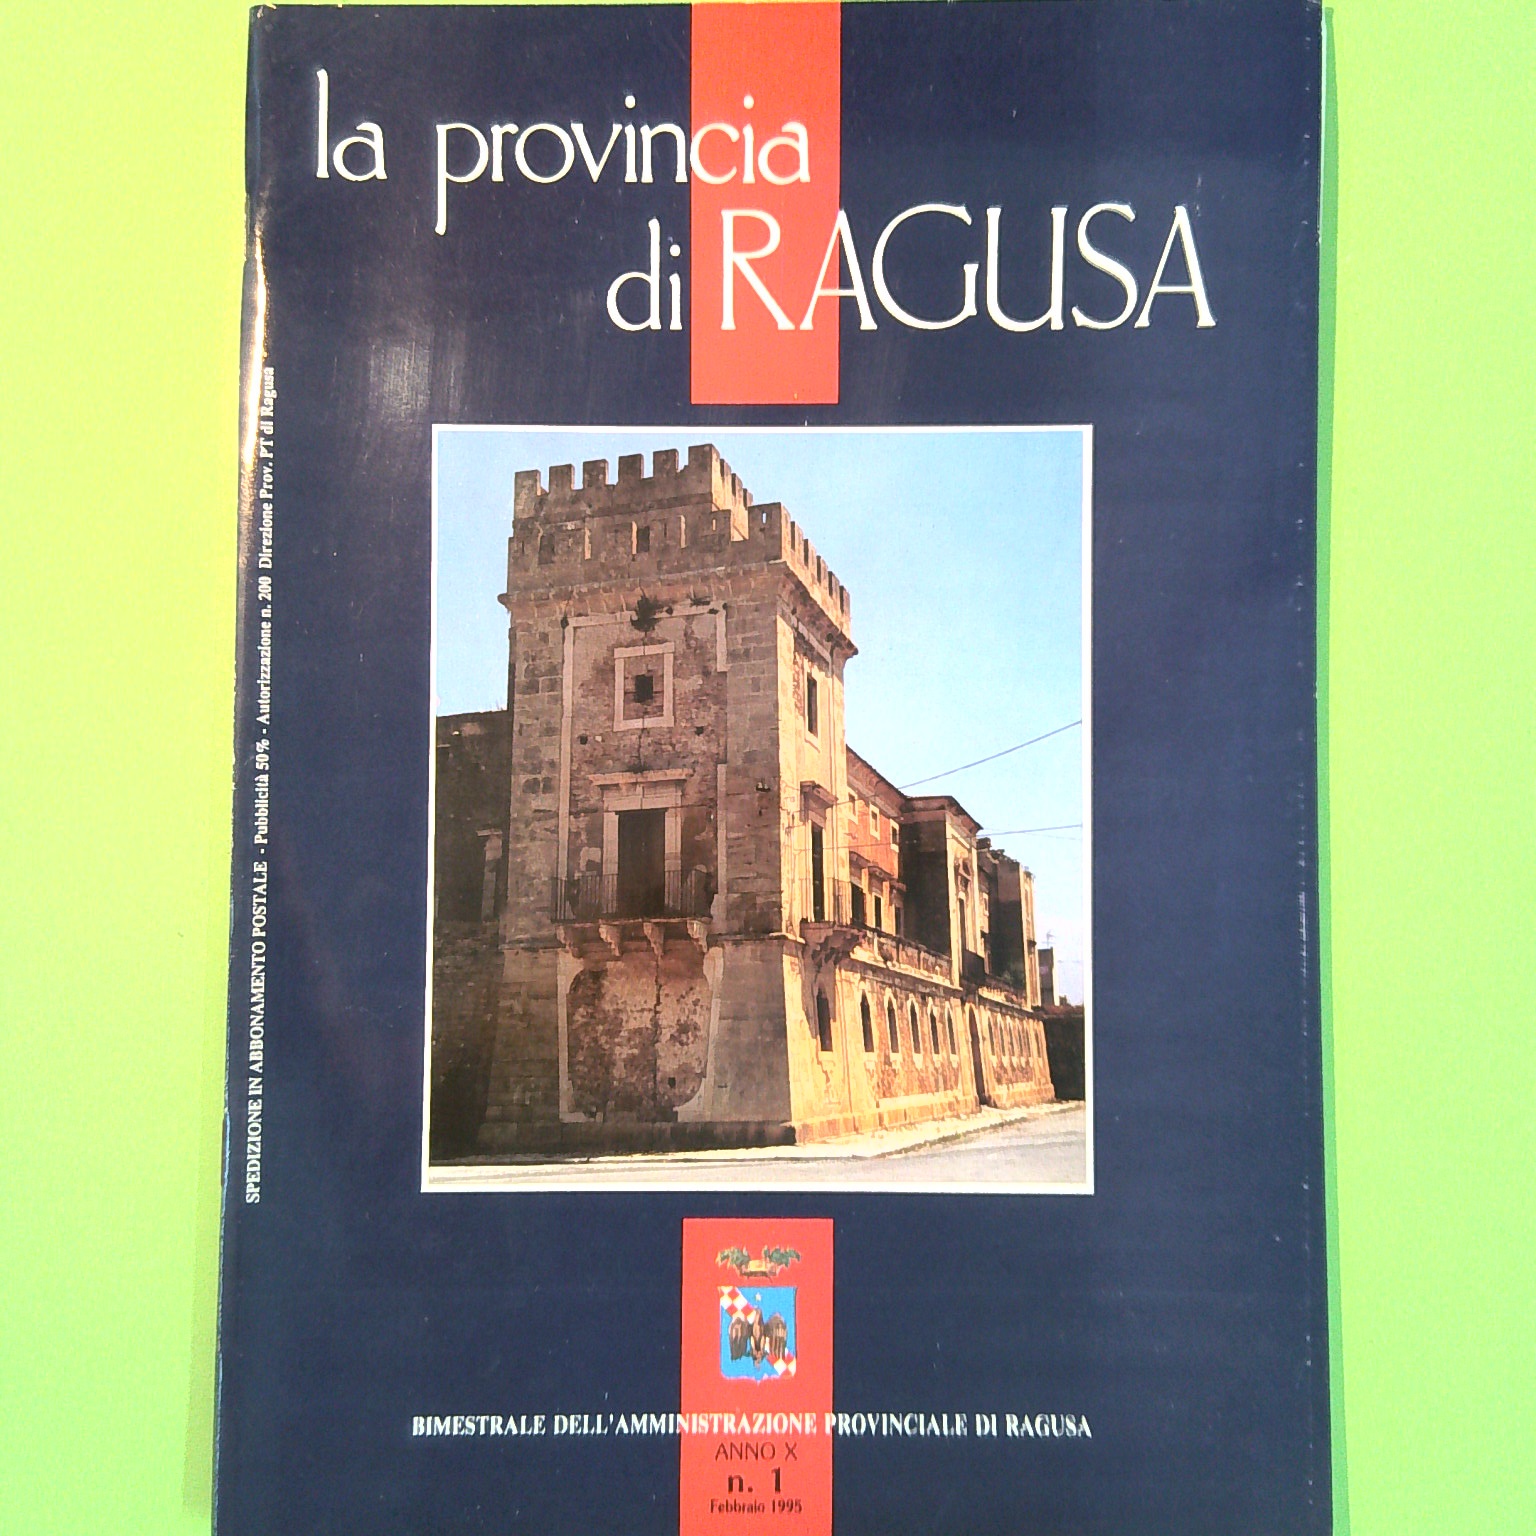 la provincia
di RAGUSA
SPEDIZIONE IN ABBONAMENTO POSTALE - Pubblicità 50% - Autorizzazione n. 200 Direzione Prov. PT di Ragusa
BIMESTRALE DELL'AMMINISTRAZIONE PROVINCIALE DI RAGUSA
ANNO X
n. 1
Febbraio 1995